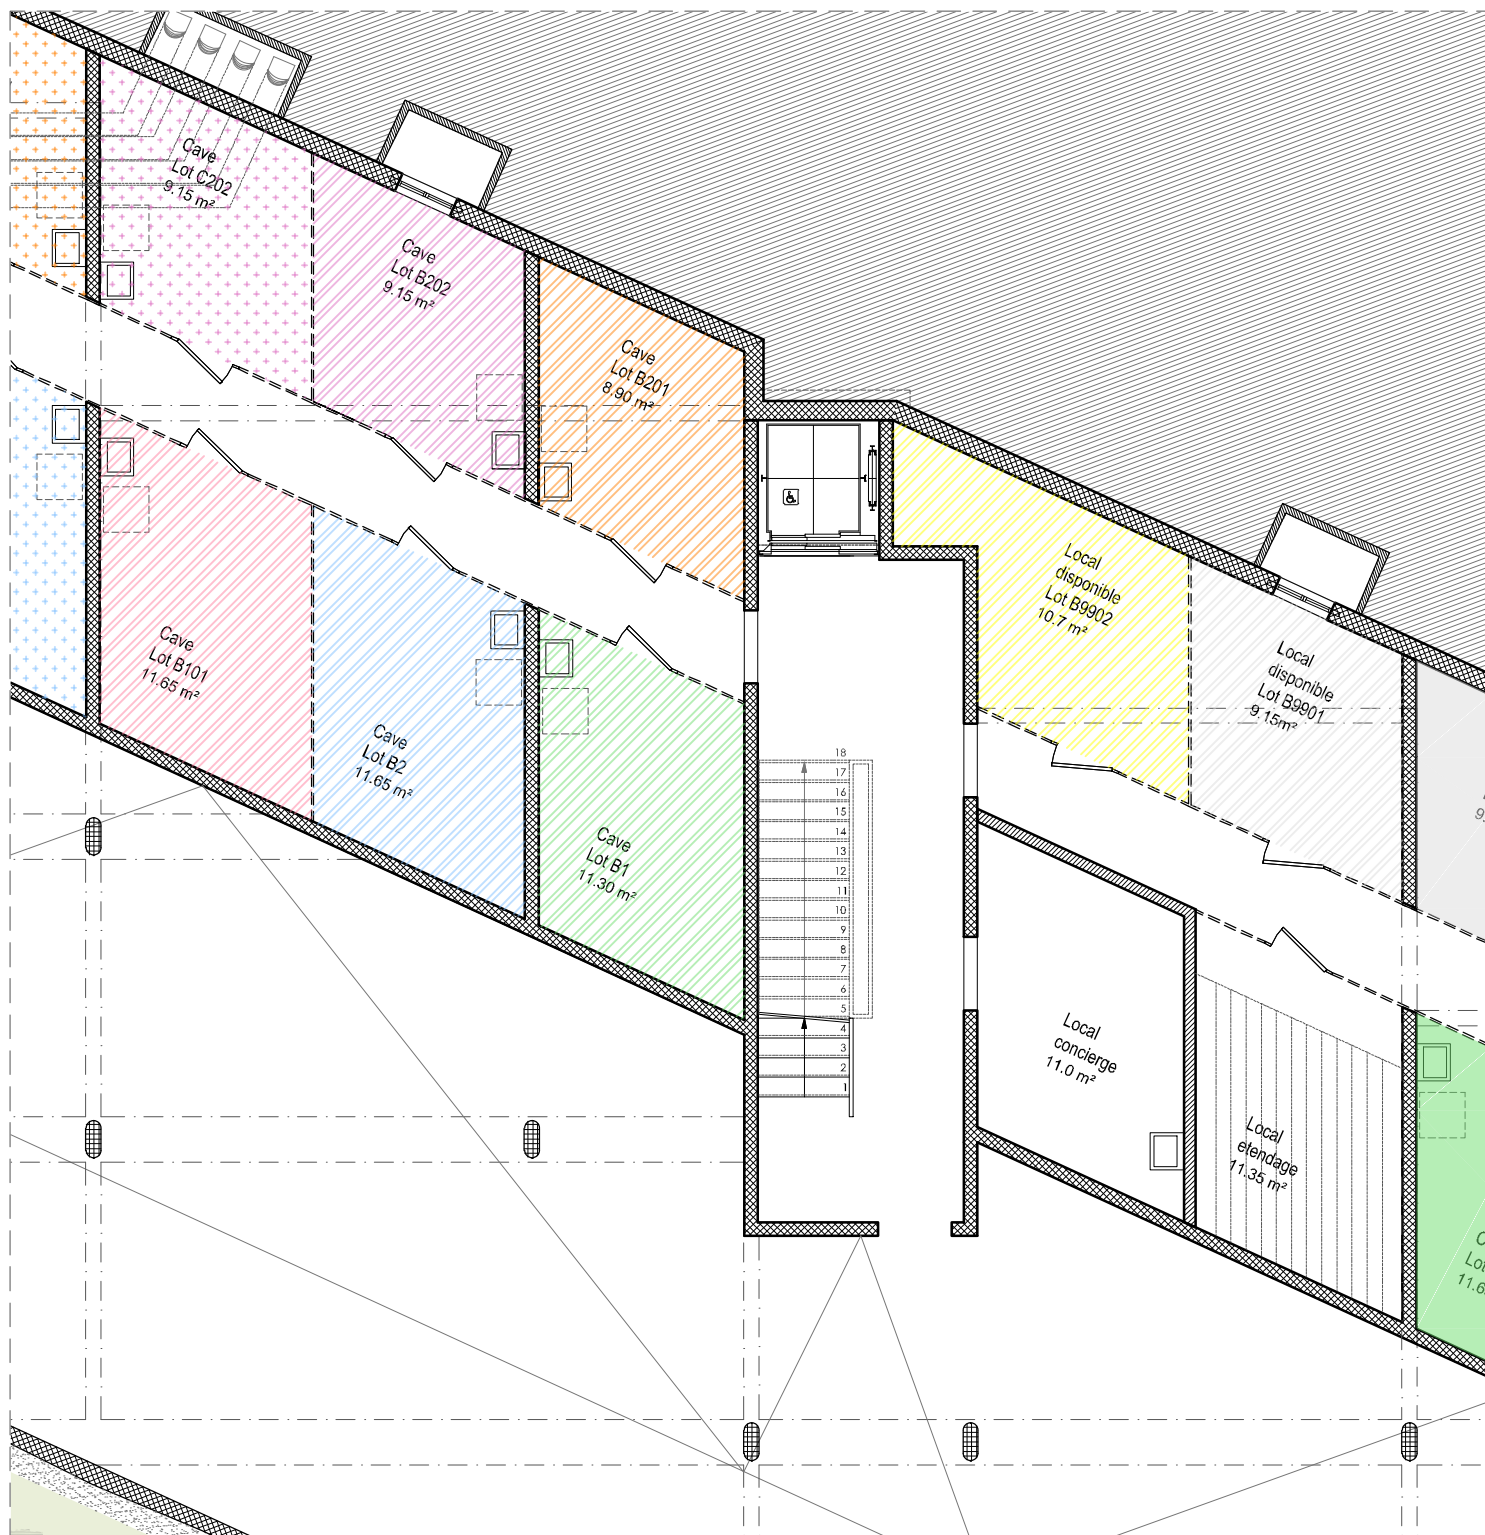 Cave
Lot C202
9.15 m²
Cave
Lot B202
9.15 m²
Cave
Lot B201
8.90 m²
Local
disponible
Lot B9902
10.7 m²
Local
disponible
Lot B9901
9.15m²
Cave
Lot B101
11.65 m²
Cave
Lot B2
11.65 m²
Cave
Lot B1
11.30 m²
18
17
16
15
14
13
12
11
10
9
8
7
6
5
4
3
2
1
Local
concierge
11.0 m²
Local
etendage
11.35 m²
Lot